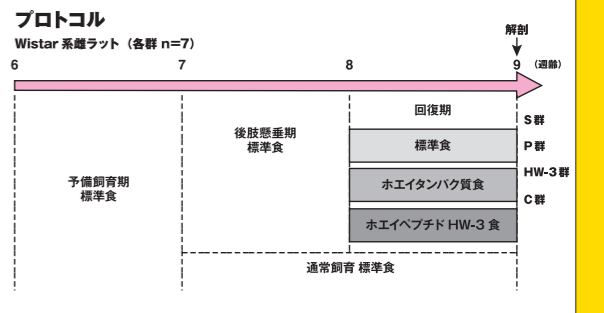 プロトコル
Wistar 系雌ラット（各群 n=7）
解剖
6 7 8 9 （週齢）
予備飼育期
標準食
後肢懸垂期
標準食
回復期
標準食
ホエイタンパク質食
ホエイペプチド HW-3 食
S 群
P 群
HW-3 群
C 群
通常飼育 標準食